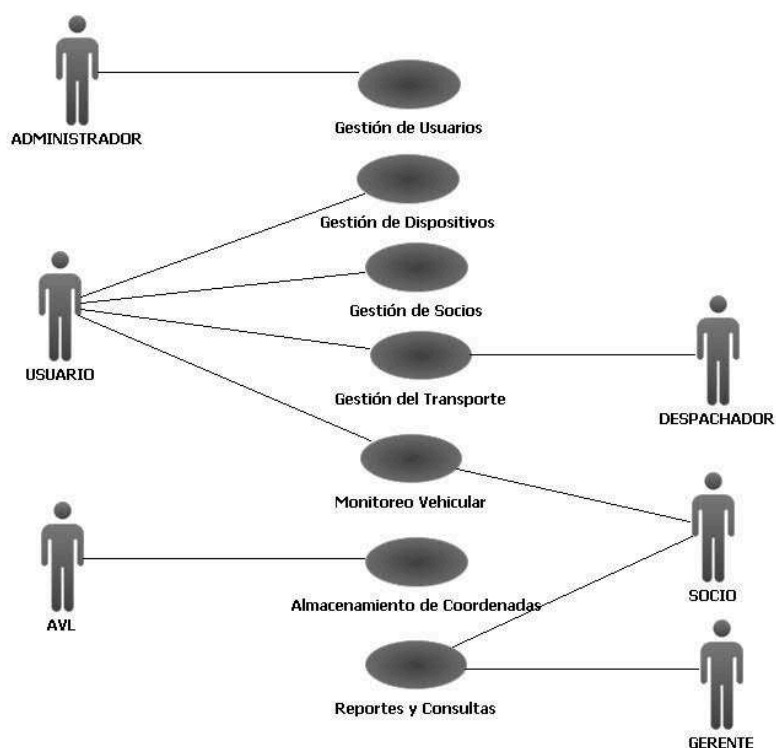 Gestión de Usuarios
ADMINISTRADOR
Gestión de Dispositivos
Gestión de Socios
USUARIO
Gestión del Transporte
DESPACHADOR
Monitoreo Vehicular
SOCIO
Almacenamiento de Coordenadas
AVL
Reportes y Consultas
GERENTE